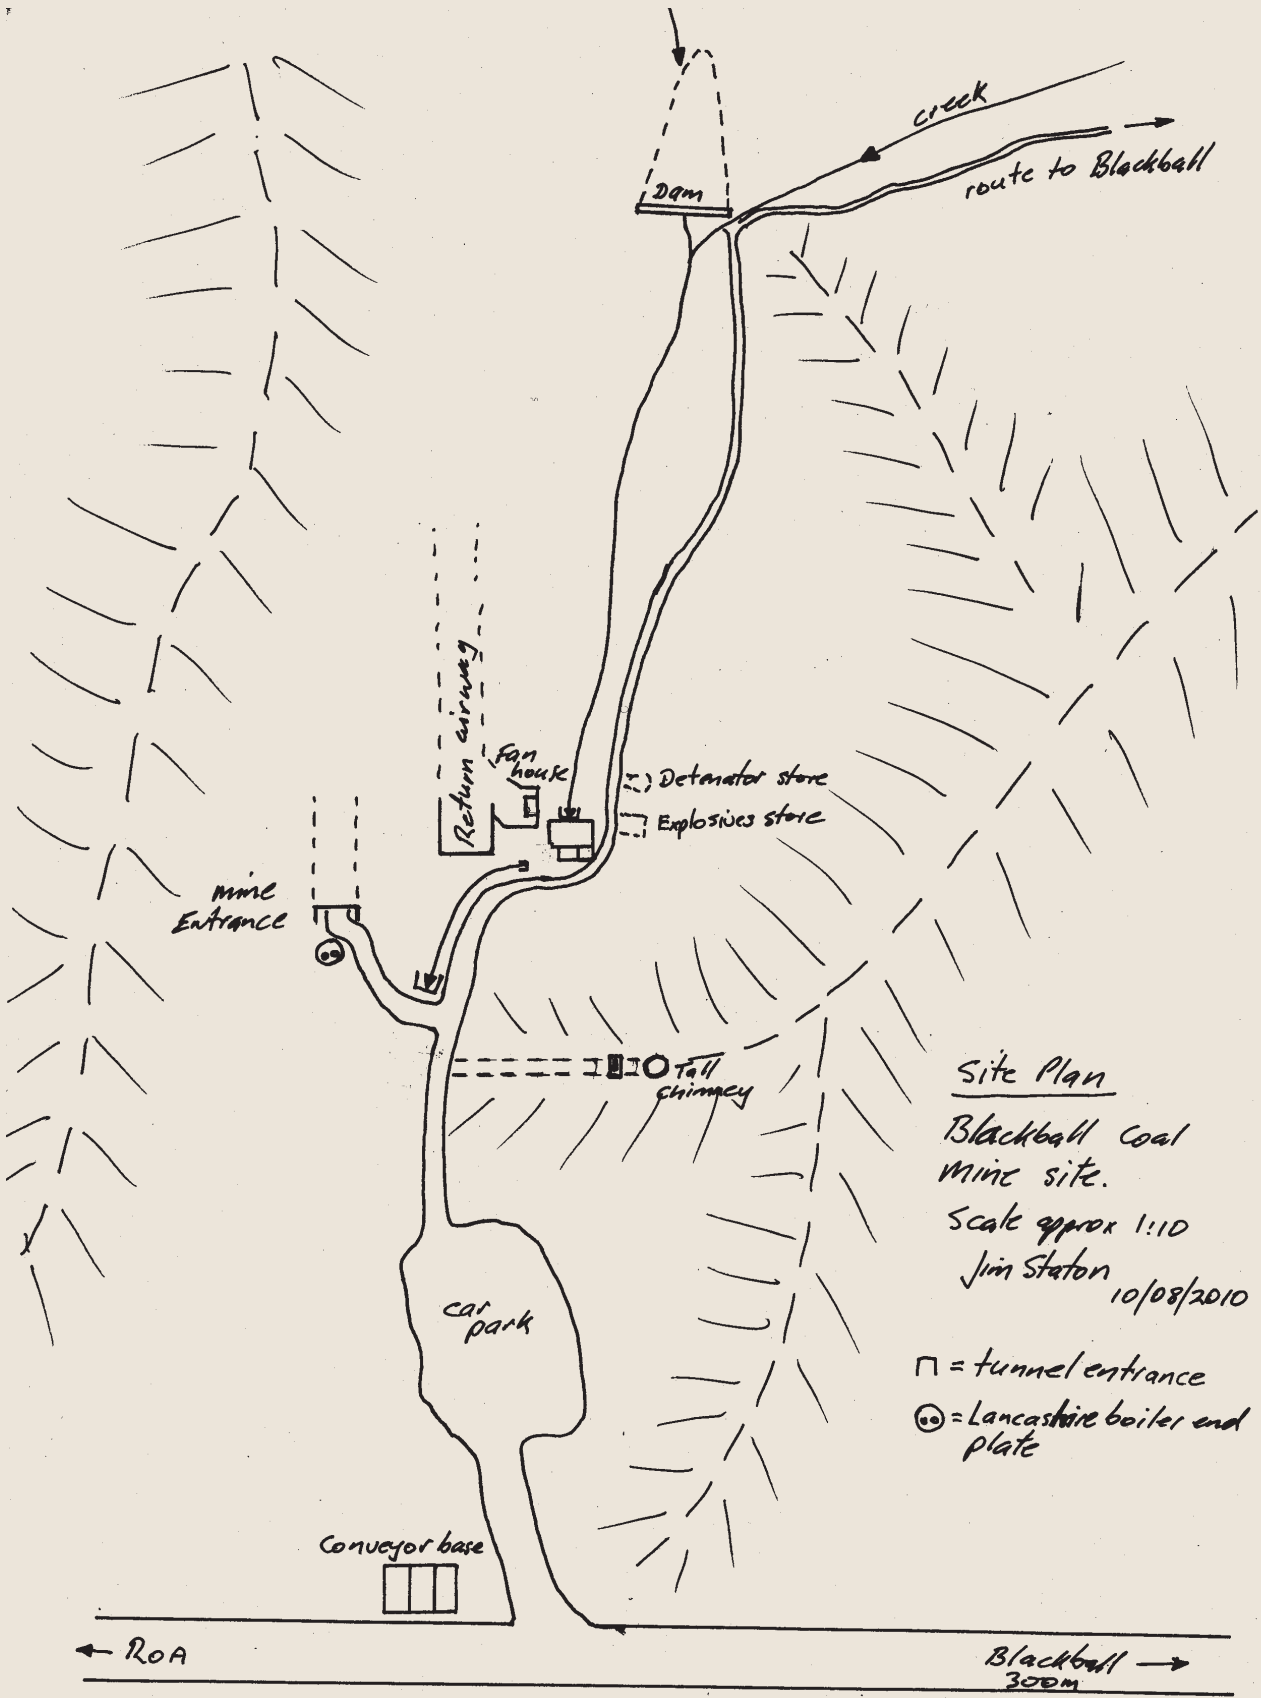 creek
route to Blackball
Dam
Return airway
Fan
house
Detenator store
Explosives store
mine
Entrance
Tall
chimney
Site Plan
Blackball Coal
Mine site.
Scale approx 1:10
Jim Staton
10/08/2010
car
park
= tunnel entrance
= Lancashire boiler end
plate
Conveyor base
← ROA
Blackball →
300m